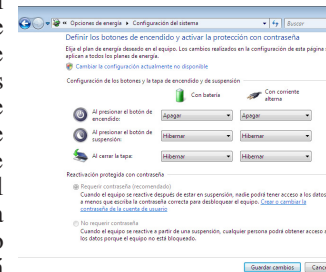 Opciones de energía ▸ Configuración del sistema
Buscar
Definir los botones de encendido y activar la protección con contraseña
Elija el plan de energía deseado en el equipo. Los cambios realizados en la configuración de esta página se
aplican a todos los planes de energía.
Cambiar la configuración actualmente no disponible
Configuración de los botones y la tapa de encendido y de suspensión
Con batería
Con corriente alterna
Al presionar el botón de encendido: Apagar Apagar
Al presionar el botón de suspensión: Hibernar Hibernar
Al cerrar la tapa: Hibernar Hibernar
Reactivación protegida con contraseña
Requerir contraseña (recomendado)
Cuando el equipo se reactive después de estar en suspensión, nadie podrá tener acceso a los datos
a menos que escriba la contraseña correcta para desbloquear el equipo. Crear o cambiar la
contraseña de la cuenta de usuario
No requerir contraseña
Cuando el equipo se reactive a partir de una suspensión, cualquier persona podrá obtener acceso a
los datos porque el equipo no está bloqueado.
Guardar cambios